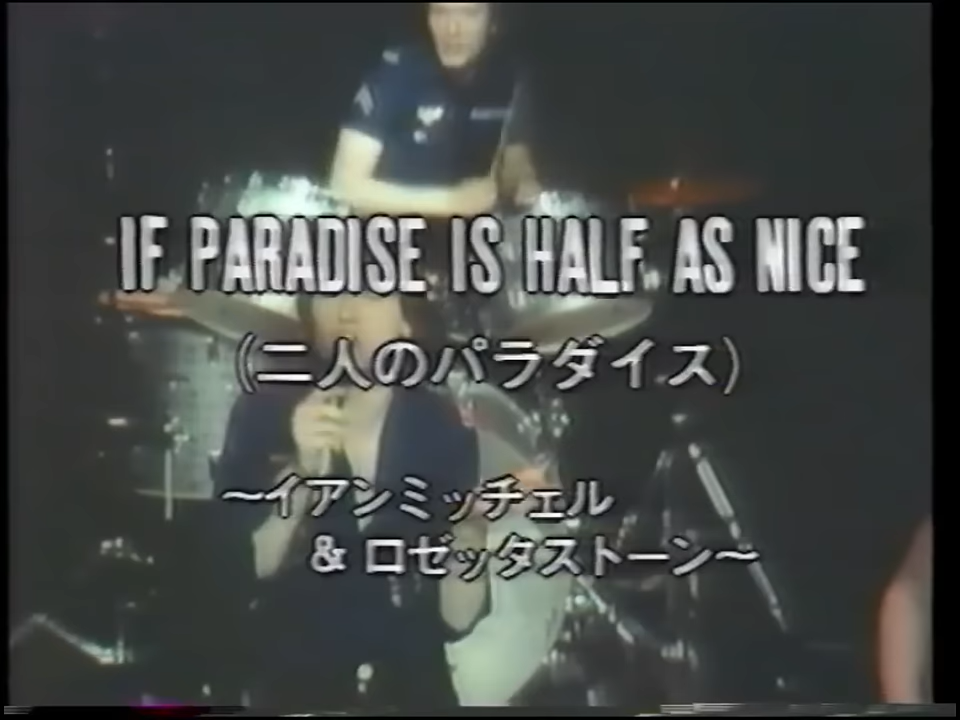 IF PARADISE IS HALF AS NICE
(二人のパラダイス)
～イアンミッチェル
& ロゼッタストーン～